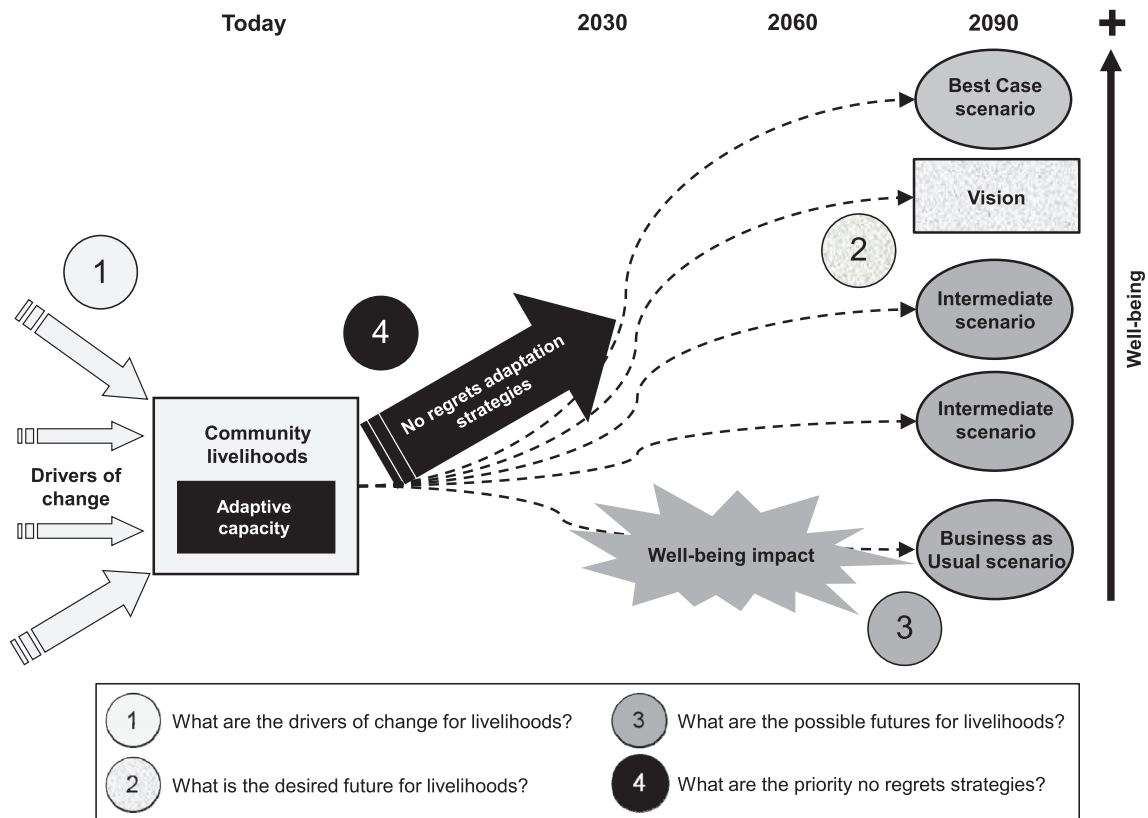 Today
2030
2060
2090
+
Best Case
scenario
Vision
1
2
Intermediate
scenario
4
No regrets adaptation
strategies
Well-being
Community
livelihoods
Intermediate
scenario
Drivers of
change
Adaptive
capacity
Well-being impact
Business as
Usual scenario
3
1 What are the drivers of change for livelihoods?
3 What are the possible futures for livelihoods?
2 What is the desired future for livelihoods?
4 What are the priority no regrets strategies?